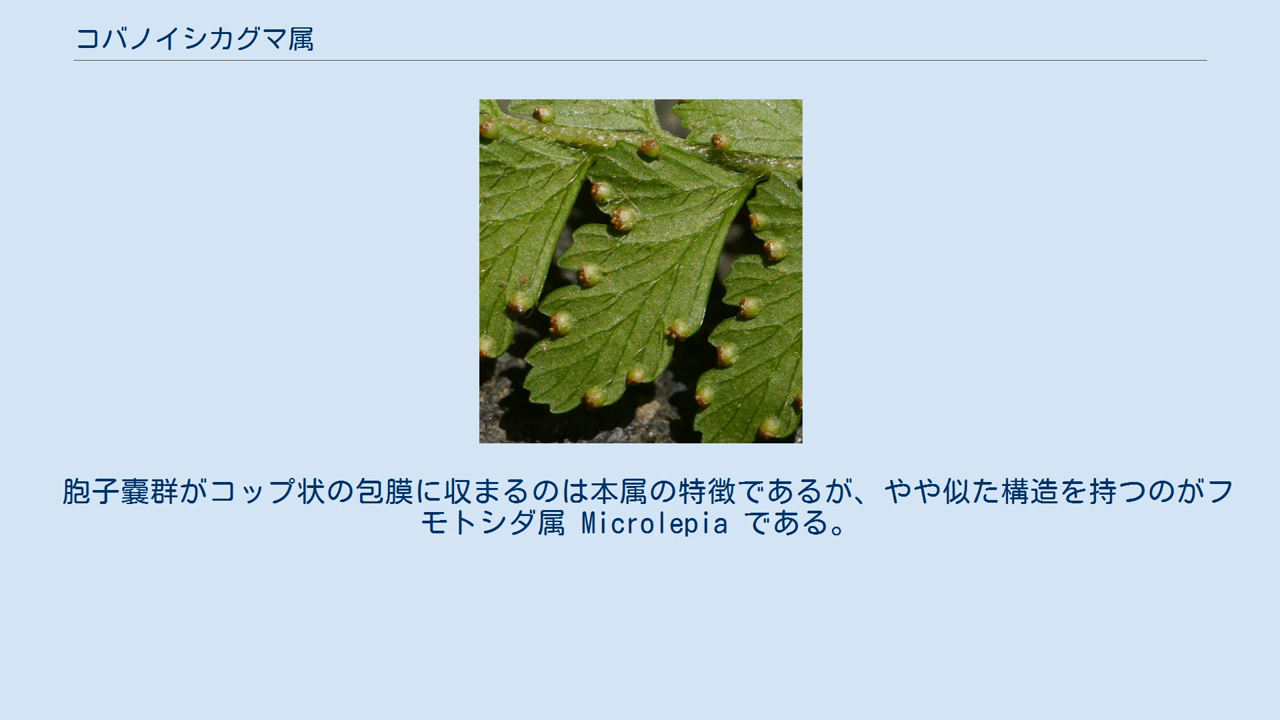 コバノイシカグマ属
胞子嚢群がコップ状の包膜に収まるのは本属の特徴であるが、やや似た構造を持つのがフ
モトシダ属 Microlepia である。